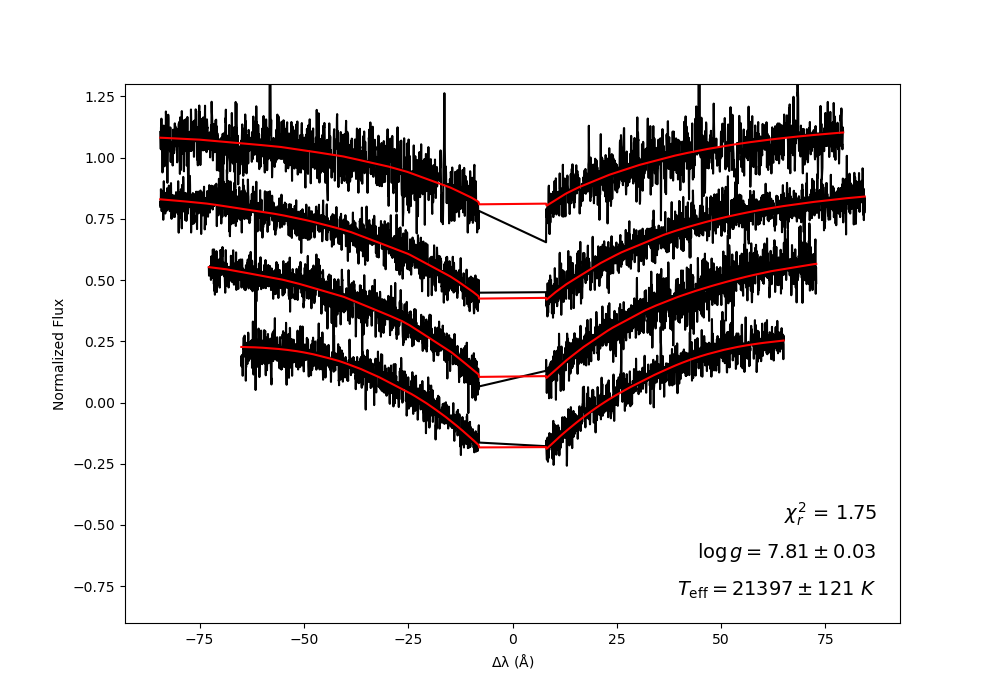 1.25
1.00
0.75
0.50
0.25
0.00
−0.25
−0.50
−0.75
Normalized Flux
χ²ᵣ = 1.75
log g = 7.81 ± 0.03
T_eff = 21397 ± 121 K
−75 −50 −25 0 25 50 75
Δλ (Å)